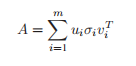 $A = \sum_{i=1}^{m} u_i \sigma_i v_i^T$